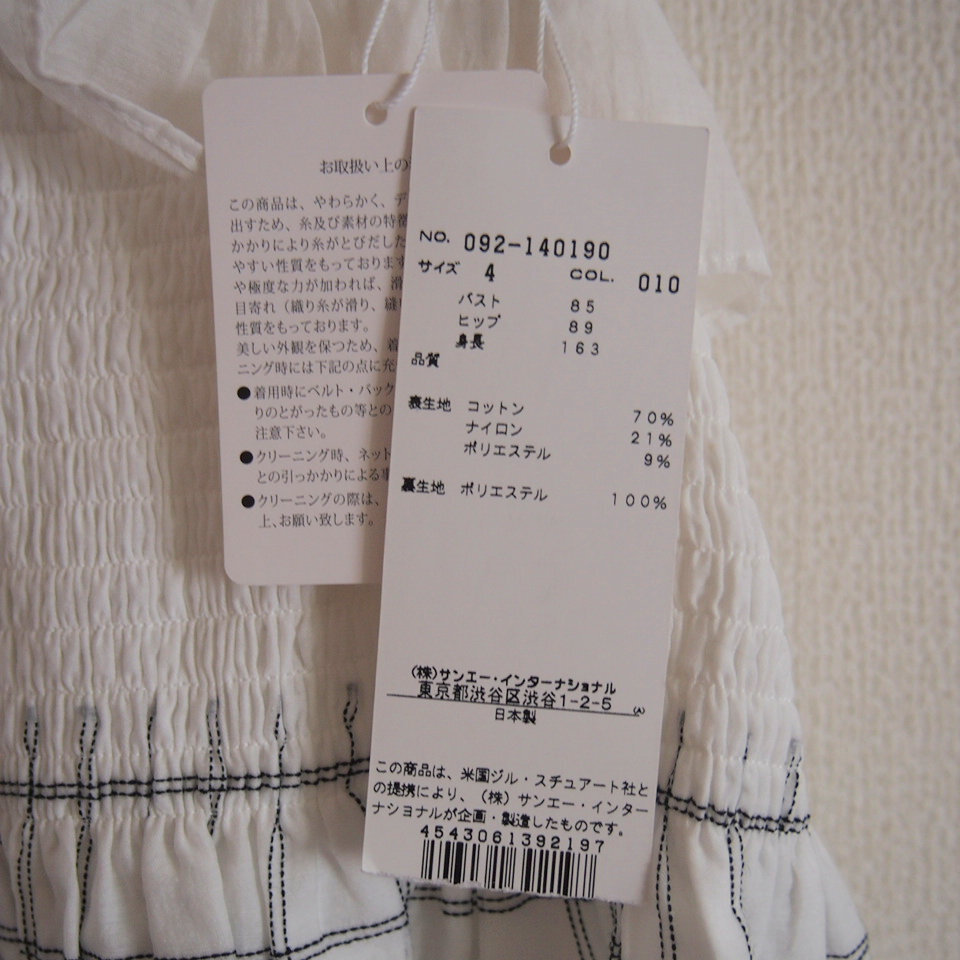 お取扱い上の
この商品は、やわらかく、デ
出すため、糸及び素材の特徴
かかりにより糸がとびだした
やすい性質をもっております
や極度な力が加われば、滑
目寄れ（織り糸が滑り、縫
性質をもっております。
美しい外観を保つため、着
ニング時には下記の点に充
●着用時にベルト・バック
りのとがったもの等との
注意下さい。
●クリーニング時、ネット
との引っかかりによる事
●クリーニングの際は、
上、お願い致します。
NO. 092-140190
サイズ 4 COL. 010
バスト 85
ヒップ 89
身長 163
品質
表生地 コットン 70%
ナイロン 21%
ポリエステル 9%
裏生地 ポリエステル 100%
(株)サンエー・インターナショナル
東京都渋谷区渋谷1-2-5 (A)
日本製
この商品は、米国ジル・スチュアート社と
の提携により、（株）サンエー・インター
ナショナルが企画・製造したものです。
4543061392197